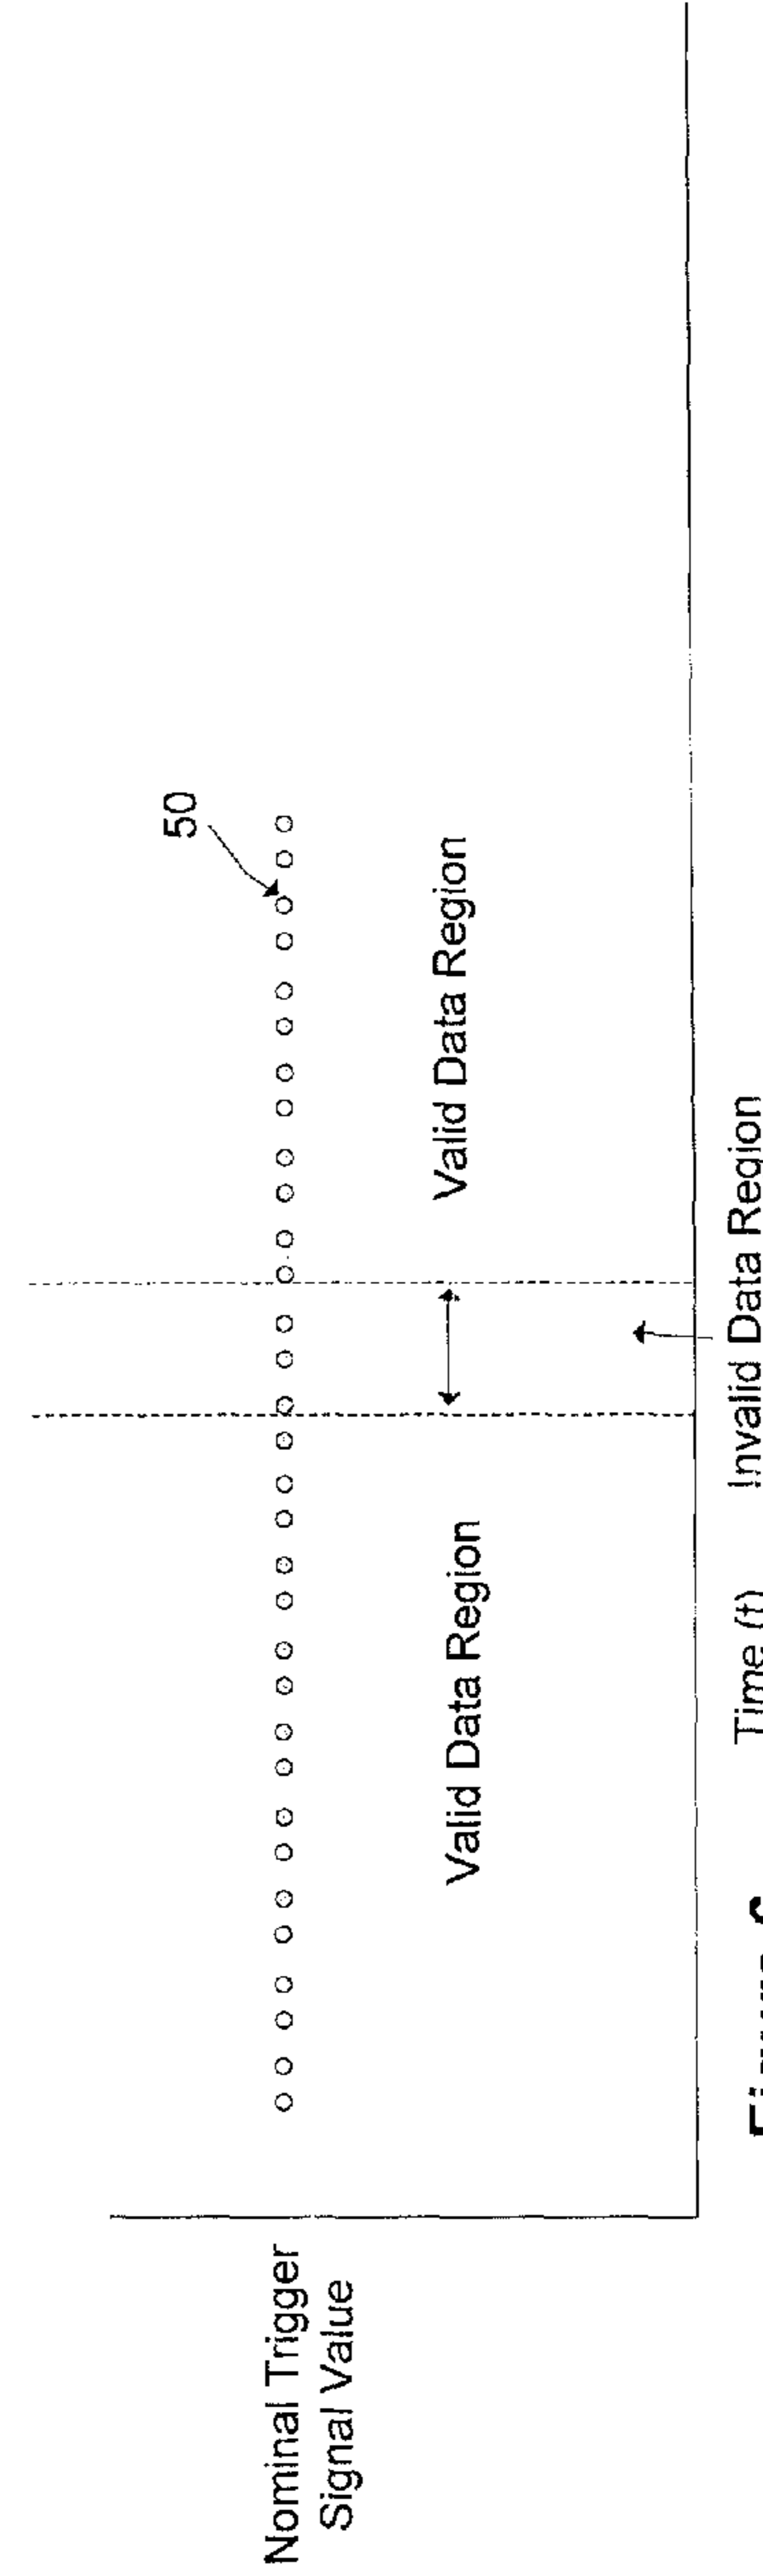 50
Nominal Trigger
Signal Value
Valid Data Region
Valid Data Region
Time (t)
Invalid Data Region